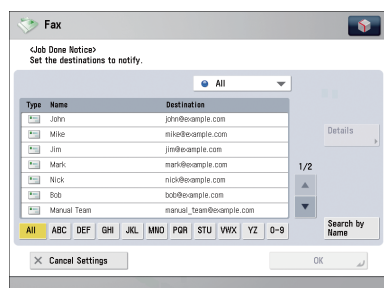 Fax
<Job Done Notice>
Set the destinations to notify.
All
Type Name Destination
John john@example.com
Mike mike@example.com
Jim jim@example.com
Mark mark@example.com
Nick nick@example.com
Bob bob@example.com
Manual Team manual_team@example.com
Details
1/2
All ABC DEF GHI JKL MNO PQR STU VWX YZ 0-9
Search by
Name
Cancel Settings
OK